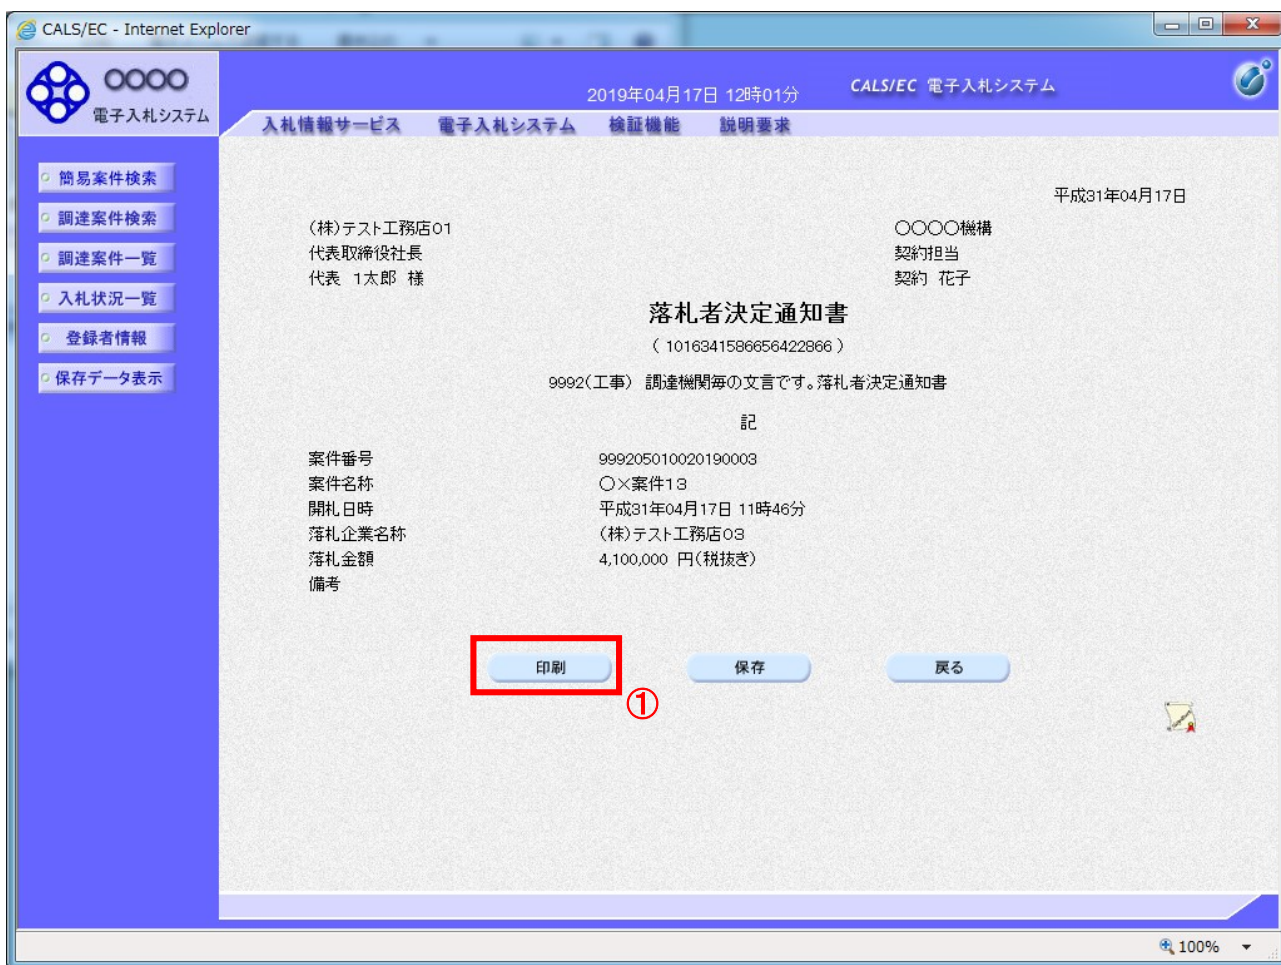 CALS/EC - Internet Explorer
〇〇〇〇
電子入札システム
2019年04月17日 12時01分
CALS/EC 電子入札システム
入札情報サービス 電子入札システム 検証機能 説明要求
簡易案件検索
調達案件検索
調達案件一覧
入札状況一覧
登録者情報
保存データ表示
平成31年04月17日
(株)テスト工務店01
代表取締役社長
代表 1太郎 様
〇〇〇〇機構
契約担当
契約 花子
落札者決定通知書
( 1016341586656422866 )
9992(工事) 調達機関毎の文言です。落札者決定通知書
記
案件番号 999205010020190003
案件名称 〇×案件13
開札日時 平成31年04月17日 11時46分
落札企業名称 (株)テスト工務店03
落札金額 4,100,000 円(税抜き)
備考
印刷 保存 戻る
①
100%